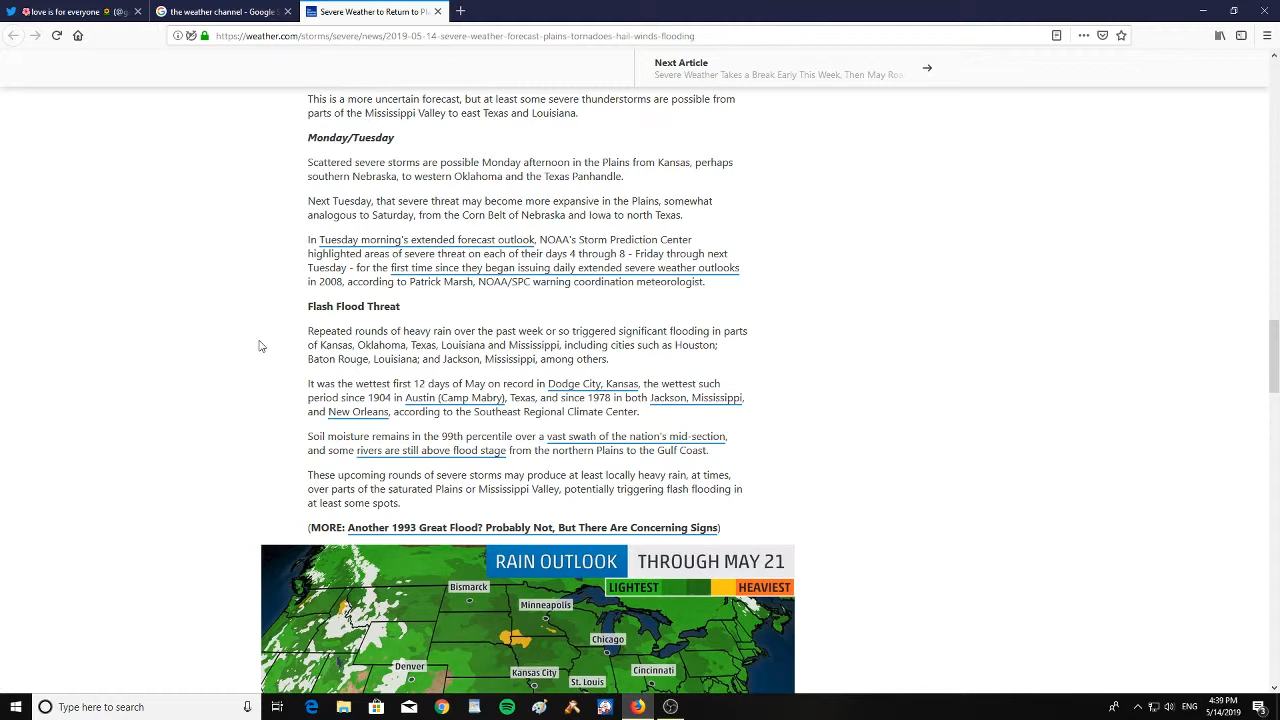 love is for everyone
(@g
the weather channel - Google S
Severe Weather to Return to Pl
https://weather.com/storms/severe/news/2019-05-14-severe-weather-forecast-plains-tornadoes-hail-winds-flooding
Next Article
Severe Weather Takes a Break Early This Week, Then May Roa
This is a more uncertain forecast, but at least some severe thunderstorms are possible from
parts of the Mississippi Valley to east Texas and Louisiana.
Monday/Tuesday
Scattered severe storms are possible Monday afternoon in the Plains from Kansas, perhaps
southern Nebraska, to western Oklahoma and the Texas Panhandle.
Next Tuesday, that severe threat may become more expansive in the Plains, somewhat
analogous to Saturday, from the Corn Belt of Nebraska and Iowa to north Texas.
In Tuesday morning's extended forecast outlook, NOAA's Storm Prediction Center
highlighted areas of severe threat on each of their days 4 through 8 - Friday through next
Tuesday - for the first time since they began issuing daily extended severe weather outlooks
in 2008, according to Patrick Marsh, NOAA/SPC warning coordination meteorologist.
Flash Flood Threat
Repeated rounds of heavy rain over the past week or so triggered significant flooding in parts
of Kansas, Oklahoma, Texas, Louisiana and Mississippi, including cities such as Houston;
Baton Rouge, Louisiana; and Jackson, Mississippi, among others.
It was the wettest first 12 days of May on record in Dodge City, Kansas, the wettest such
period since 1904 in Austin (Camp Mabry), Texas, and since 1978 in both Jackson, Mississippi,
and New Orleans, according to the Southeast Regional Climate Center.
Soil moisture remains in the 99th percentile over a vast swath of the nation's mid-section,
and some rivers are still above flood stage from the northern Plains to the Gulf Coast.
These upcoming rounds of severe storms may produce at least locally heavy rain, at times,
over parts of the saturated Plains or Mississippi Valley, potentially triggering flash flooding in
at least some spots.
(MORE: Another 1993 Great Flood? Probably Not, But There Are Concerning Signs)
RAIN OUTLOOK THROUGH MAY 21
LIGHTEST HEAVIEST
Bismarck
Minneapolis
Chicago
Denver
Kansas City
Cincinnati
St. Louis
Type here to search
ENG
4:39 PM
5/14/2019